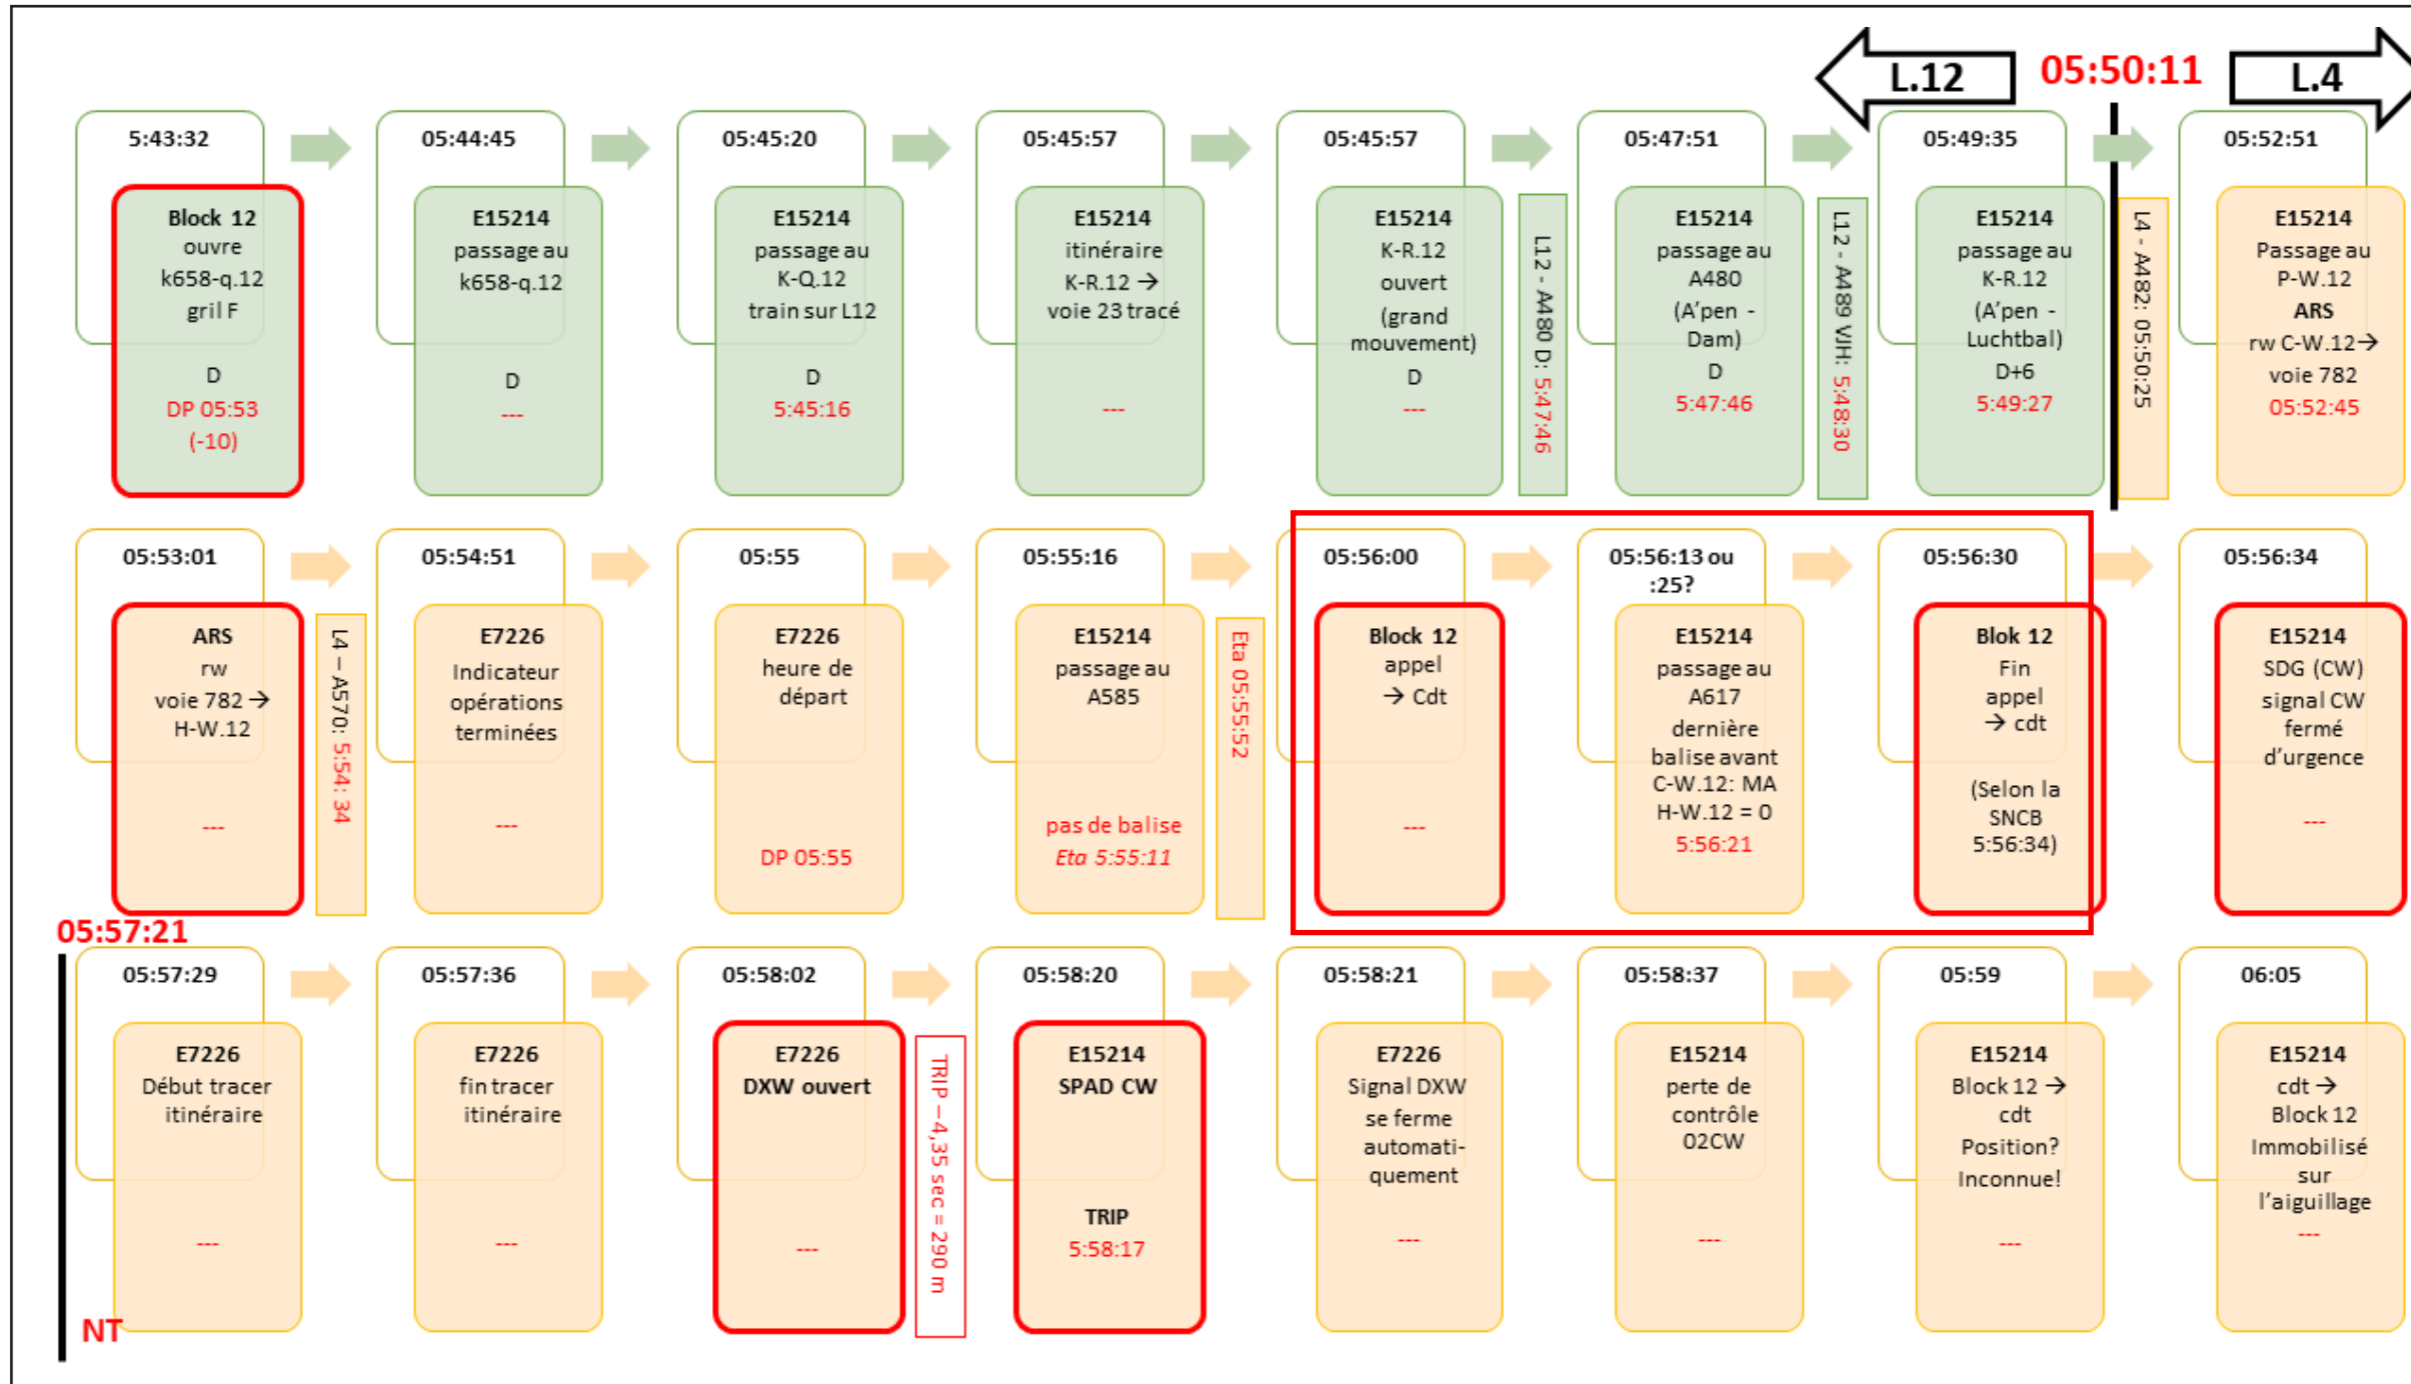 L.12
05:50:11
L.4
5:43:32
Block 12
ouvre
k658-q.12
gril F
D
DP 05:53
(-10)
05:44:45
E15214
passage au
k658-q.12
D
---
05:45:20
E15214
passage au
K-Q.12
train sur L12
D
5:45:16
05:45:57
E15214
itinéraire
K-R.12 →
voie 23 tracé
---
05:45:57
E15214
K-R.12
ouvert
(grand
mouvement)
D
---
L12 - A480 D: 5:47:46
05:47:51
E15214
passage au
A480
(A'pen -
Dam)
D
5:47:46
L12 - A489 VJH: 5:48:30
05:49:35
E15214
passage au
K-R.12
(A'pen -
Luchtbal)
D+6
5:49:27
L4 - A482: 05:50:25
05:52:51
E15214
Passage au
P-W.12
ARS
rw C-W.12→
voie 782
05:52:45
05:53:01
ARS
rw
voie 782 →
H-W.12
---
L4 – A570: 5:54: 34
05:54:51
E7226
Indicateur
opérations
terminées
---
05:55
E7226
heure de
départ
DP 05:55
05:55:16
E15214
passage au
A585
pas de balise
Eta 5:55:11
Eta 05:55:52
05:56:00
Block 12
appel
→ Cdt
---
05:56:13 ou
:25?
E15214
passage au
A617
dernière
balise avant
C-W.12: MA
H-W.12 = 0
5:56:21
05:56:30
Blok 12
Fin
appel
→ cdt
(Selon la
SNCB
5:56:34)
05:56:34
E15214
SDG (CW)
signal CW
fermé
d'urgence
---
05:57:21
NT
05:57:29
E7226
Début tracer
itinéraire
---
05:57:36
E7226
fin tracer
itinéraire
---
05:58:02
E7226
DXW ouvert
---
TRIP –4,35 sec = 290 m
05:58:20
E15214
SPAD CW
TRIP
5:58:17
05:58:21
E7226
Signal DXW
se ferme
automati-
quement
---
05:58:37
E15214
perte de
contrôle
02CW
---
05:59
E15214
Block 12 →
cdt
Position?
Inconnue!
---
06:05
E15214
cdt →
Block 12
Immobilisé
sur
l'aiguillage
---